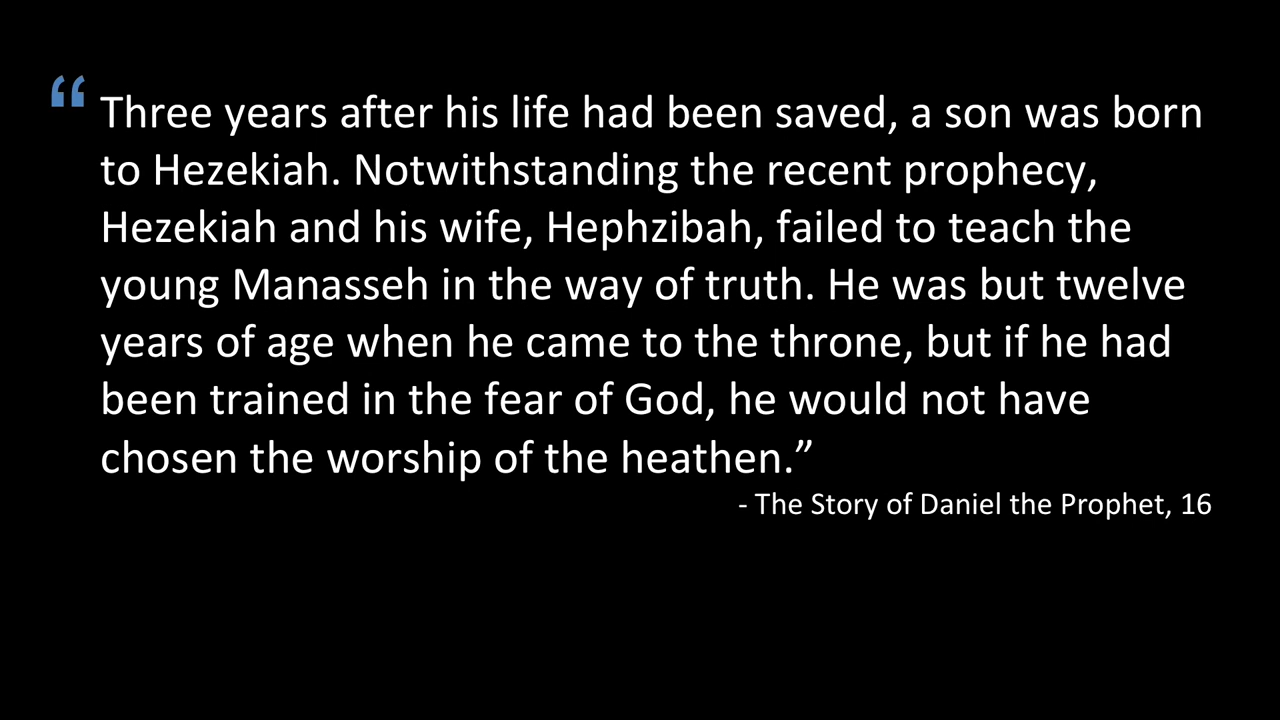 “ Three years after his life had been saved, a son was born
to Hezekiah. Notwithstanding the recent prophecy,
Hezekiah and his wife, Hephzibah, failed to teach the
young Manasseh in the way of truth. He was but twelve
years of age when he came to the throne, but if he had
been trained in the fear of God, he would not have
chosen the worship of the heathen.”
- The Story of Daniel the Prophet, 16